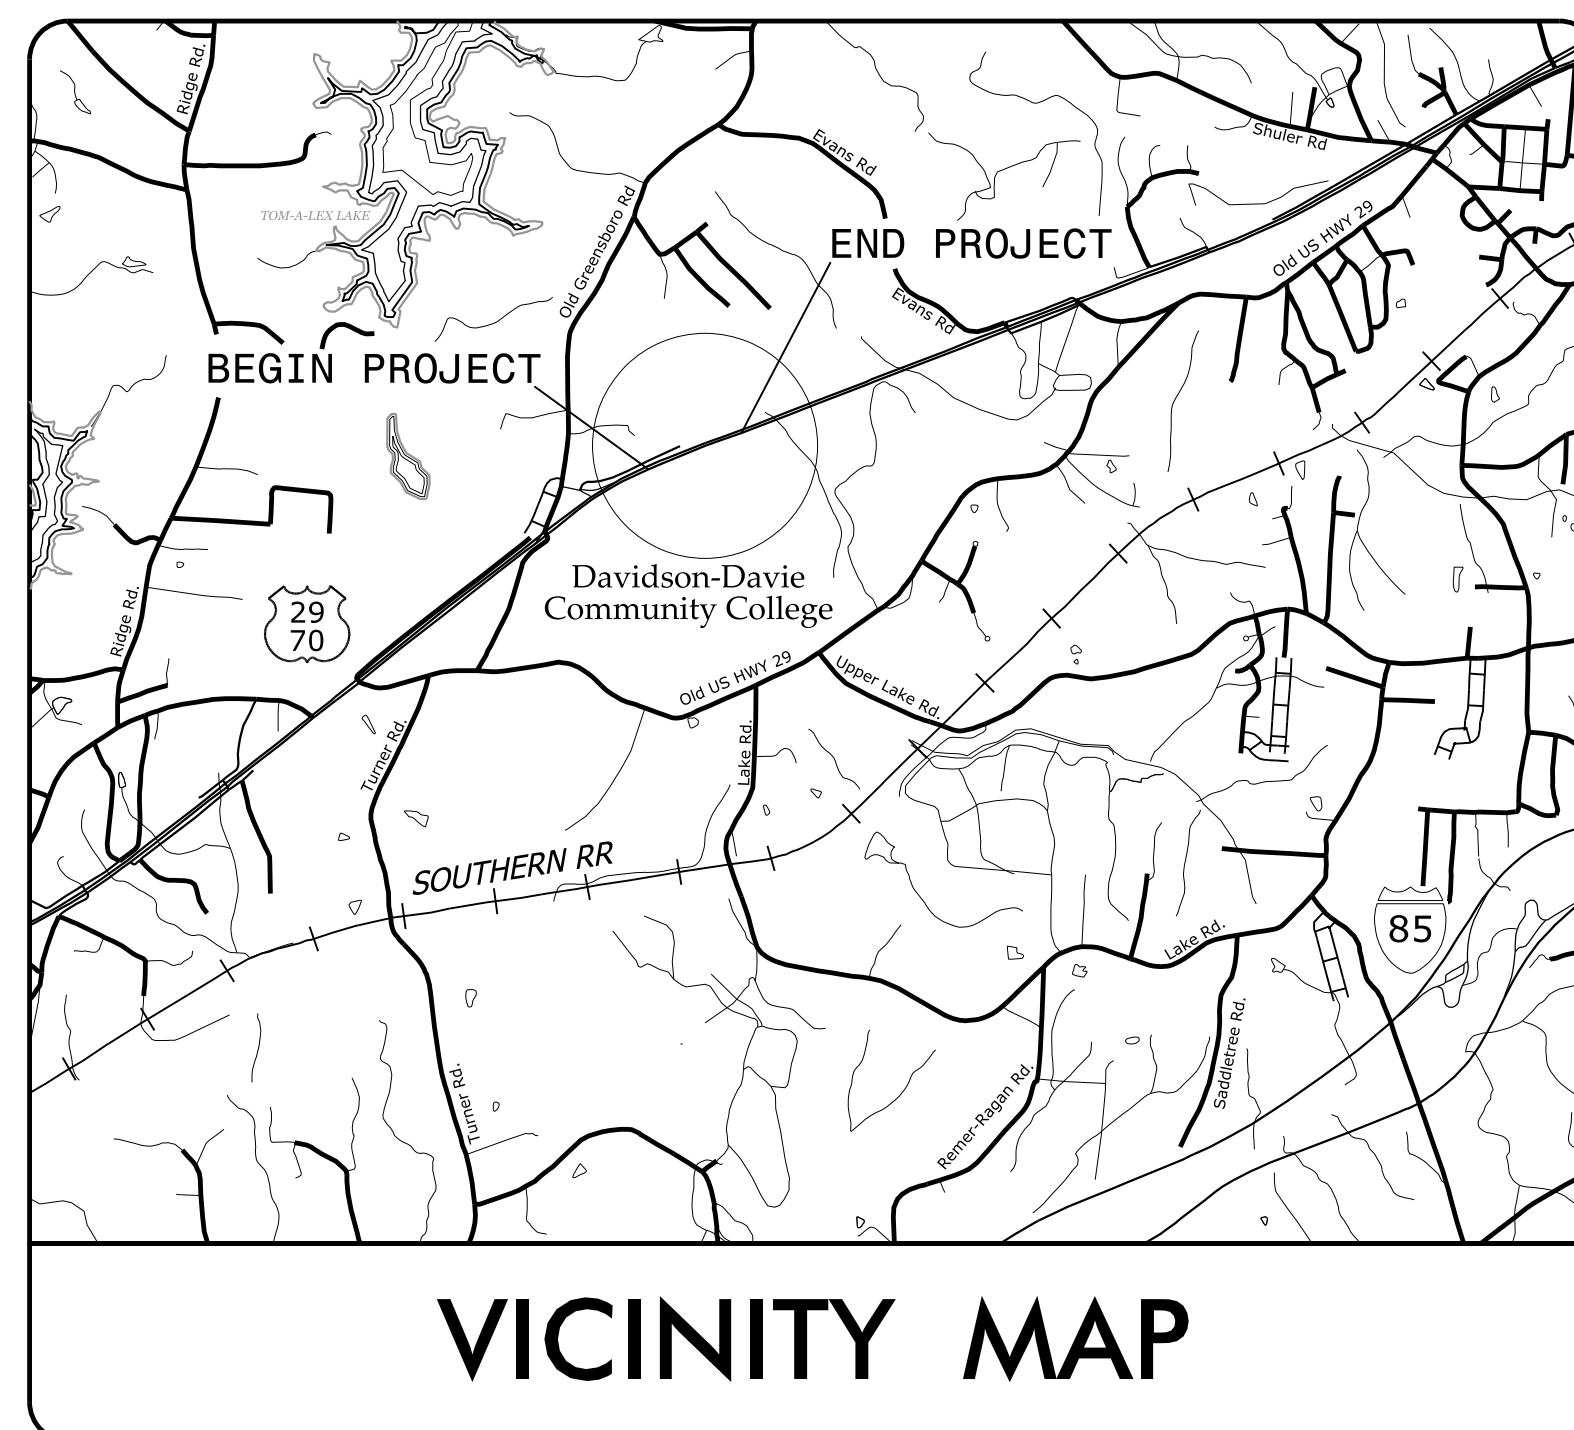 Ridge Rd.
Shuler Rd
Evans Rd
TOM-A-LEX LAKE
Old Greensboro Rd
END PROJECT
Old US HWY 29
Evans Rd
BEGIN PROJECT
Davidson-Davie
Community College
29
70
Ridge Rd.
Old US HWY 29
Upper Lake Rd.
Turner Rd.
Lake Rd.
SOUTHERN RR
85
Lake Rd.
Saddletree Rd.
Turner Rd.
Remer-Ragan Rd.
VICINITY MAP